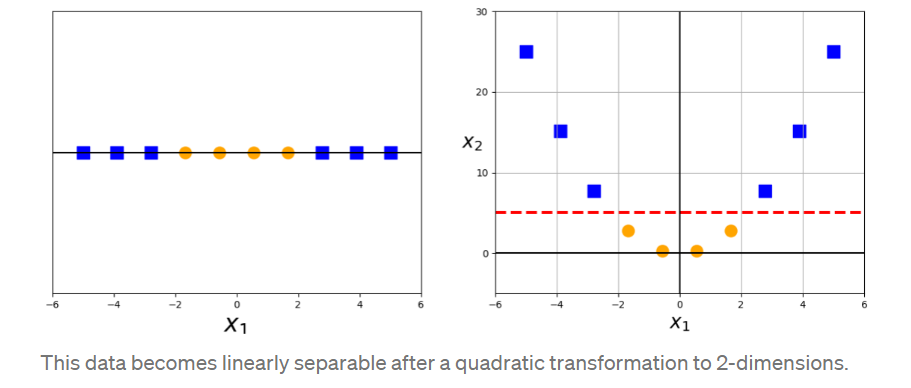 30
20
x2
10
0
−6 −4 −2 0 2 4 6
−6 −4 −2 0 2 4 6
x1
x1
This data becomes linearly separable after a quadratic transformation to 2-dimensions.